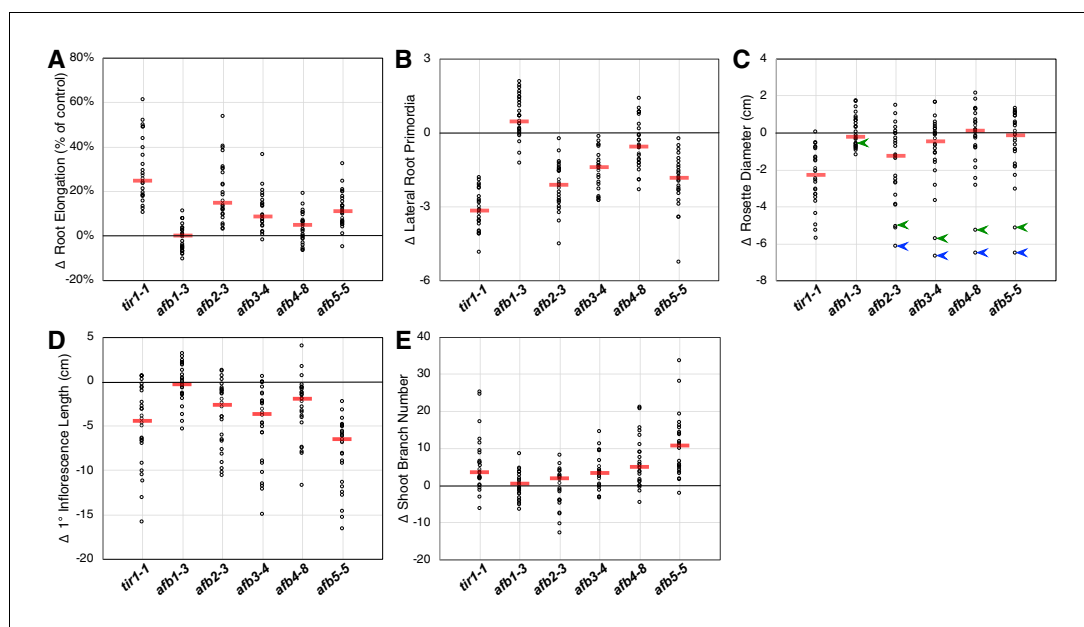 A
Δ Root Elongation (% of control)
80%
60%
40%
20%
0%
-20%
tir1-1
afb1-3
afb2-3
afb3-4
afb4-8
afb5-5
B
Δ Lateral Root Primordia
3
0
-3
-6
tir1-1
afb1-3
afb2-3
afb3-4
afb4-8
afb5-5
C
Δ Rosette Diameter (cm)
4
2
0
-2
-4
-6
-8
tir1-1
afb1-3
afb2-3
afb3-4
afb4-8
afb5-5
D
Δ 1° Inflorescence Length (cm)
5
0
-5
-10
-15
-20
tir1-1
afb1-3
afb2-3
afb3-4
afb4-8
afb5-5
E
Δ Shoot Branch Number
40
30
20
10
0
-10
-20
tir1-1
afb1-3
afb2-3
afb3-4
afb4-8
afb5-5